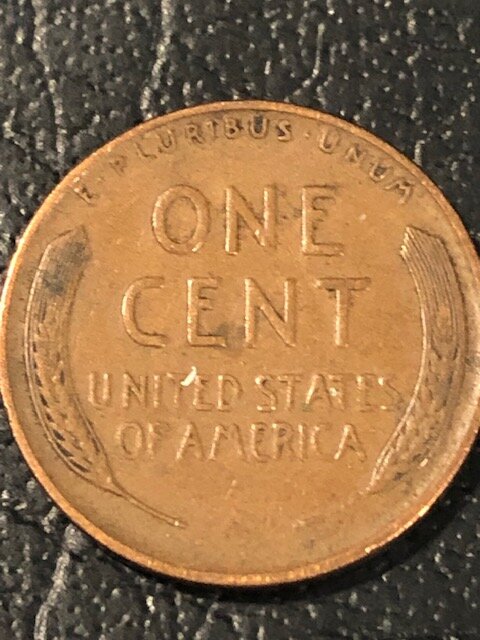 E · PLURIBUS · UNUM
ONE
CENT
UNITED STATES
OF AMERICA